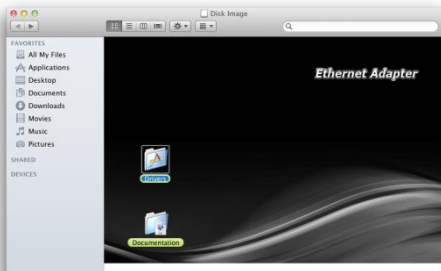 Disk Image
FAVORITES
All My Files
Applications
Desktop
Documents
Downloads
Movies
Music
Pictures
SHARED
DEVICES
Ethernet Adapter
Drivers
Documentation